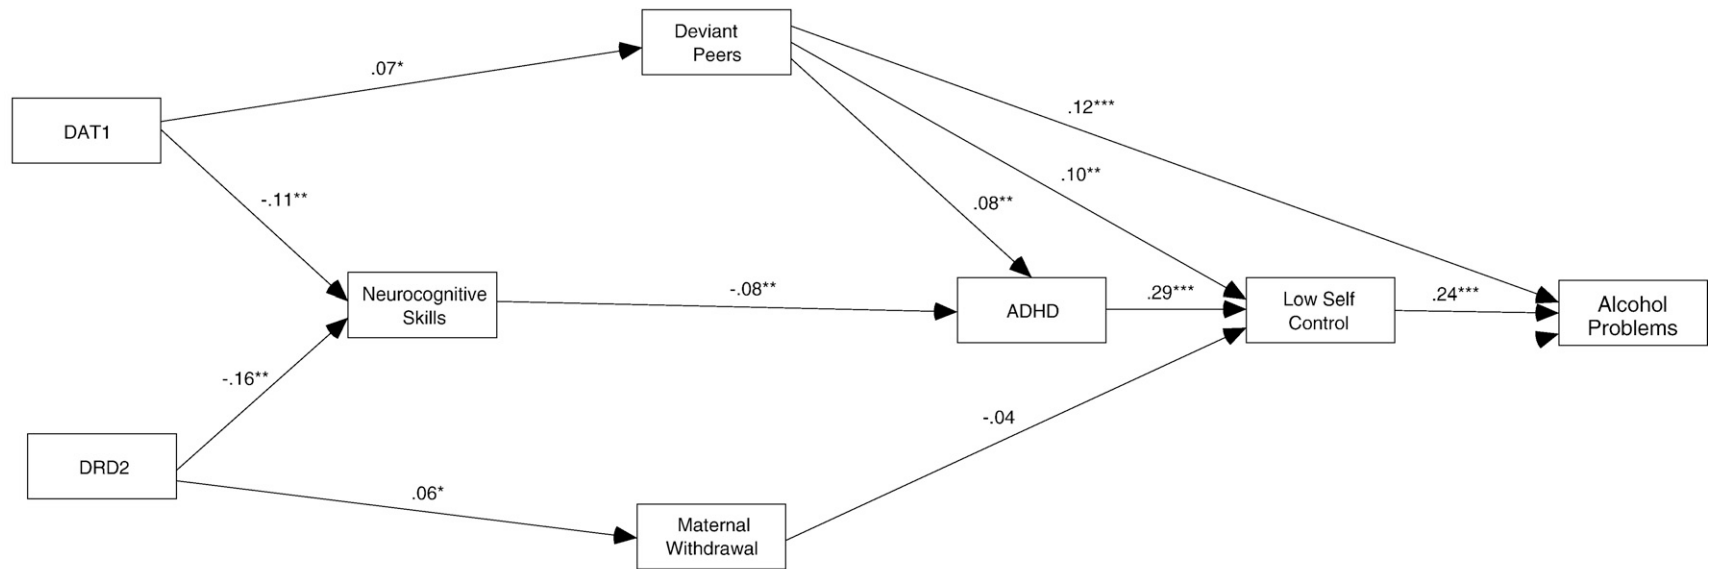 Deviant
Peers
.07*
DAT1
.12***
.10**
-.11**
.08**
Neurocognitive
Skills
-.08**
ADHD
.29***
Low Self
Control
.24***
Alcohol
Problems
-.16**
-.04
DRD2
.06*
Maternal
Withdrawal